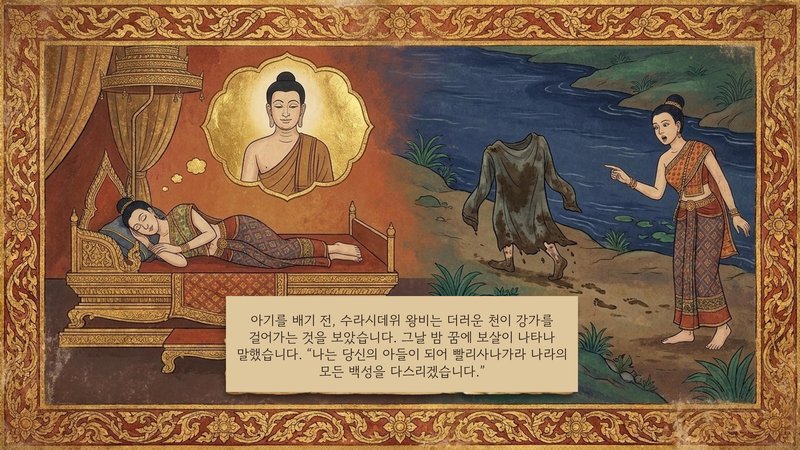 아기를 배기 전, 수라시데위 왕비는 더러운 천이 강가를
걸어가는 것을 보았습니다. 그날 밤 꿈에 보살이 나타나
말했습니다. “나는 당신의 아들이 되어 빨리사나가라 나라의
모든 백성을 다스리겠습니다.”